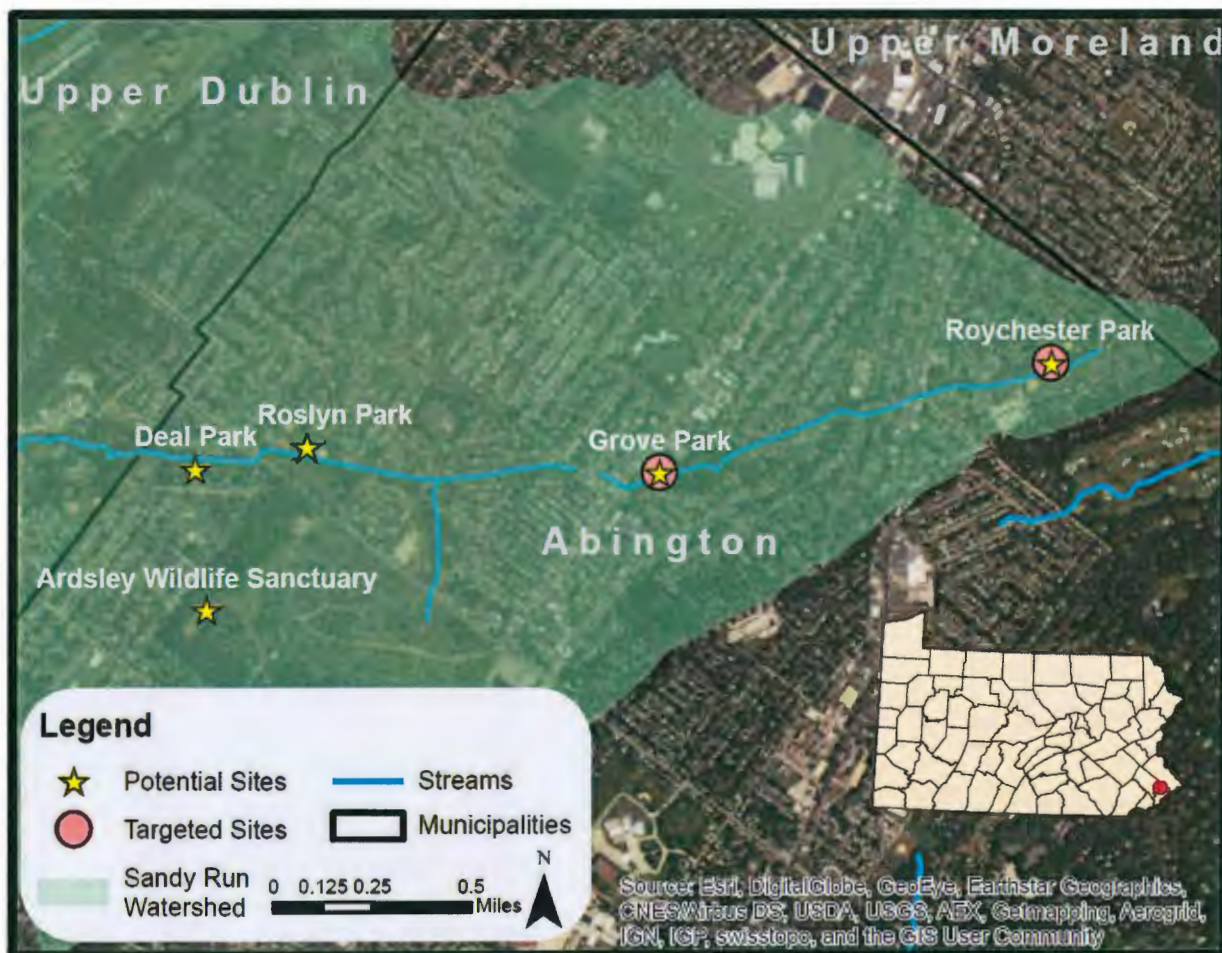 Upper Moreland
Upper Dublin
Roychester Park
Roslyn Park
Deal Park
Grove Park
Abington
Ardsley Wildlife Sanctuary
Legend
Potential Sites
Streams
Targeted Sites
Municipalities
Sandy Run
Watershed
0 0.125 0.25 0.5
Miles
N
Source: Esri, DigitalGlobe, GeoEye, Earthstar Geographics,
CNES/Airbus DS, USDA, USGS, AEX, Getmapping, Aerogrid,
IGN, IGP, swisstopo, and the GIS User Community